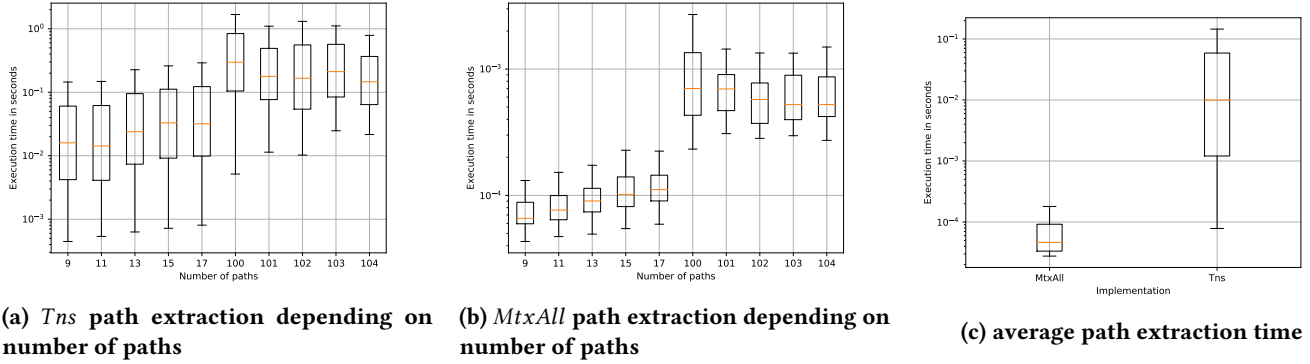 10⁰
10⁻¹
10⁻²
10⁻³
Execution time in seconds
9 11 13 15 17 100 101 102 103 104
Number of paths
(a) Tns path extraction depending on
number of paths
10⁻³
10⁻⁴
Execution time in seconds
9 11 13 15 17 100 101 102 103 104
Number of paths
(b) MtxAll path extraction depending on
number of paths
10⁻¹
10⁻²
10⁻³
10⁻⁴
Execution time in seconds
MtxAll Tns
Implementation
(c) average path extraction time